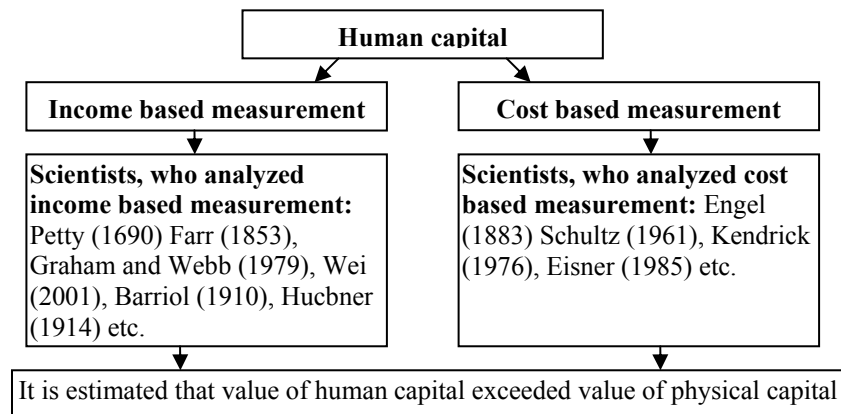 Human capital
Income based measurement
Cost based measurement
Scientists, who analyzed
income based measurement:
Petty (1690) Farr (1853),
Graham and Webb (1979), Wei
(2001), Barriol (1910), Hucbner
(1914) etc.
Scientists, who analyzed cost
based measurement: Engel
(1883) Schultz (1961), Kendrick
(1976), Eisner (1985) etc.
It is estimated that value of human capital exceeded value of physical capital